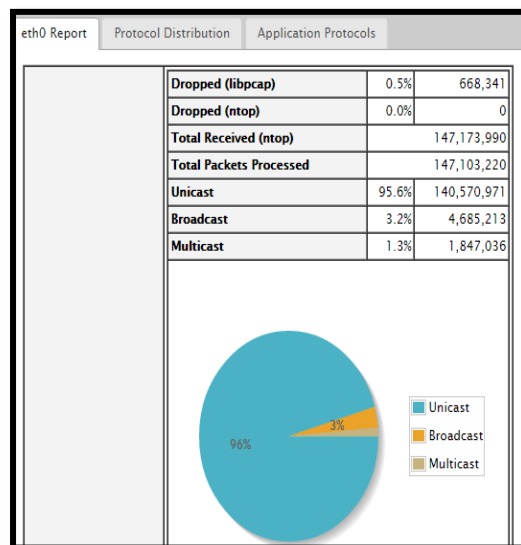 eth0 Report Protocol Distribution Application Protocols
Dropped (libpcap) 0.5% 668,341
Dropped (ntop) 0.0% 0
Total Received (ntop) 147,173,990
Total Packets Processed 147,103,220
Unicast 95.6% 140,570,971
Broadcast 3.2% 4,685,213
Multicast 1.3% 1,847,036
Unicast
3%
Broadcast
96%
Multicast